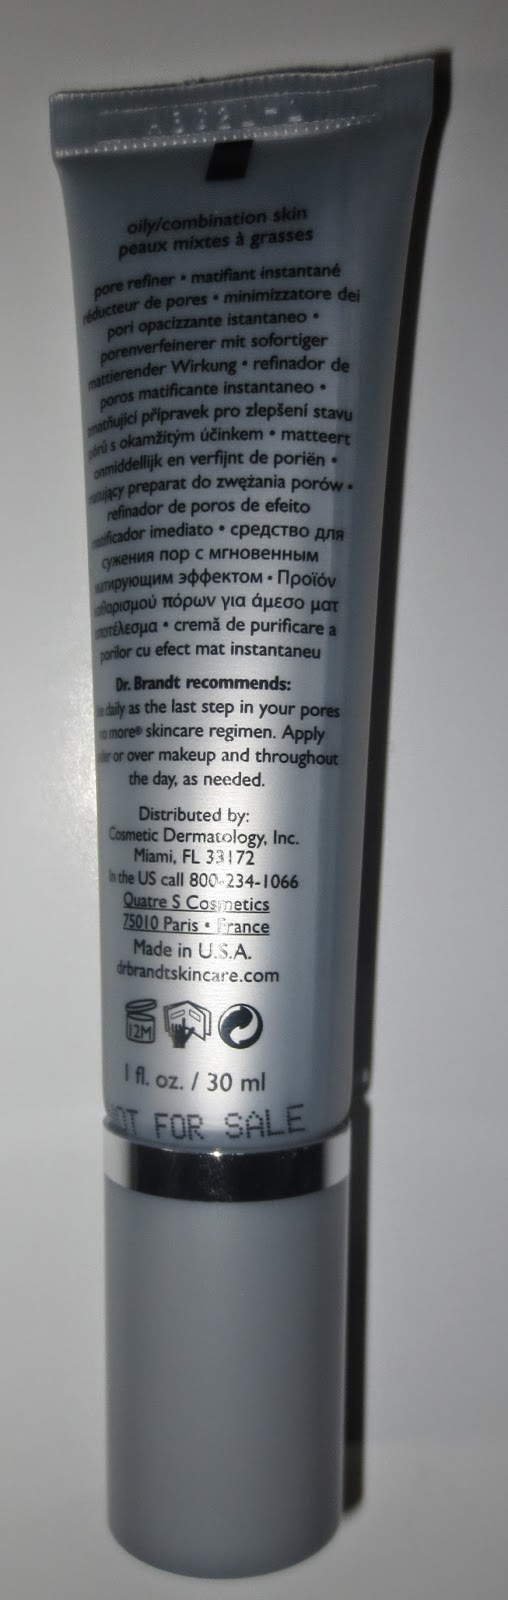 oily/combination skin
peaux mixtes à grasses
pore refiner • matifiant instantané
réducteur de pores • minimizzatore dei
pori opacizzante istantaneo •
porenverfeinerer mit sofortiger
mattierender Wirkung • refinador de
poros matificante instantaneo •
zmatňující přípravek pro zlepšení stavu
pórů s okamžitým účinkem • matteert
onmiddellijk en verfijnt de poriën •
preparat do zwężania porów •
refinador de poros de efeito
imediato • средство для
сужения пор с мгновенным
эффектом • Προϊόν
πόρων για άμεσο ματ
• cremă de purificare a
porilor cu efect mat instantaneu
Dr. Brandt recommends:
daily as the last step in your pores
no more® skincare regimen. Apply
or over makeup and throughout
the day, as needed.
Distributed by:
Cosmetic Dermatology, Inc.
Miami, FL 33172
In the US call 800-234-1066
Quatre S Cosmetics
75010 Paris • France
Made in U.S.A.
drbrandtskincare.com
12M
1 fl. oz. / 30 ml
NOT FOR SALE